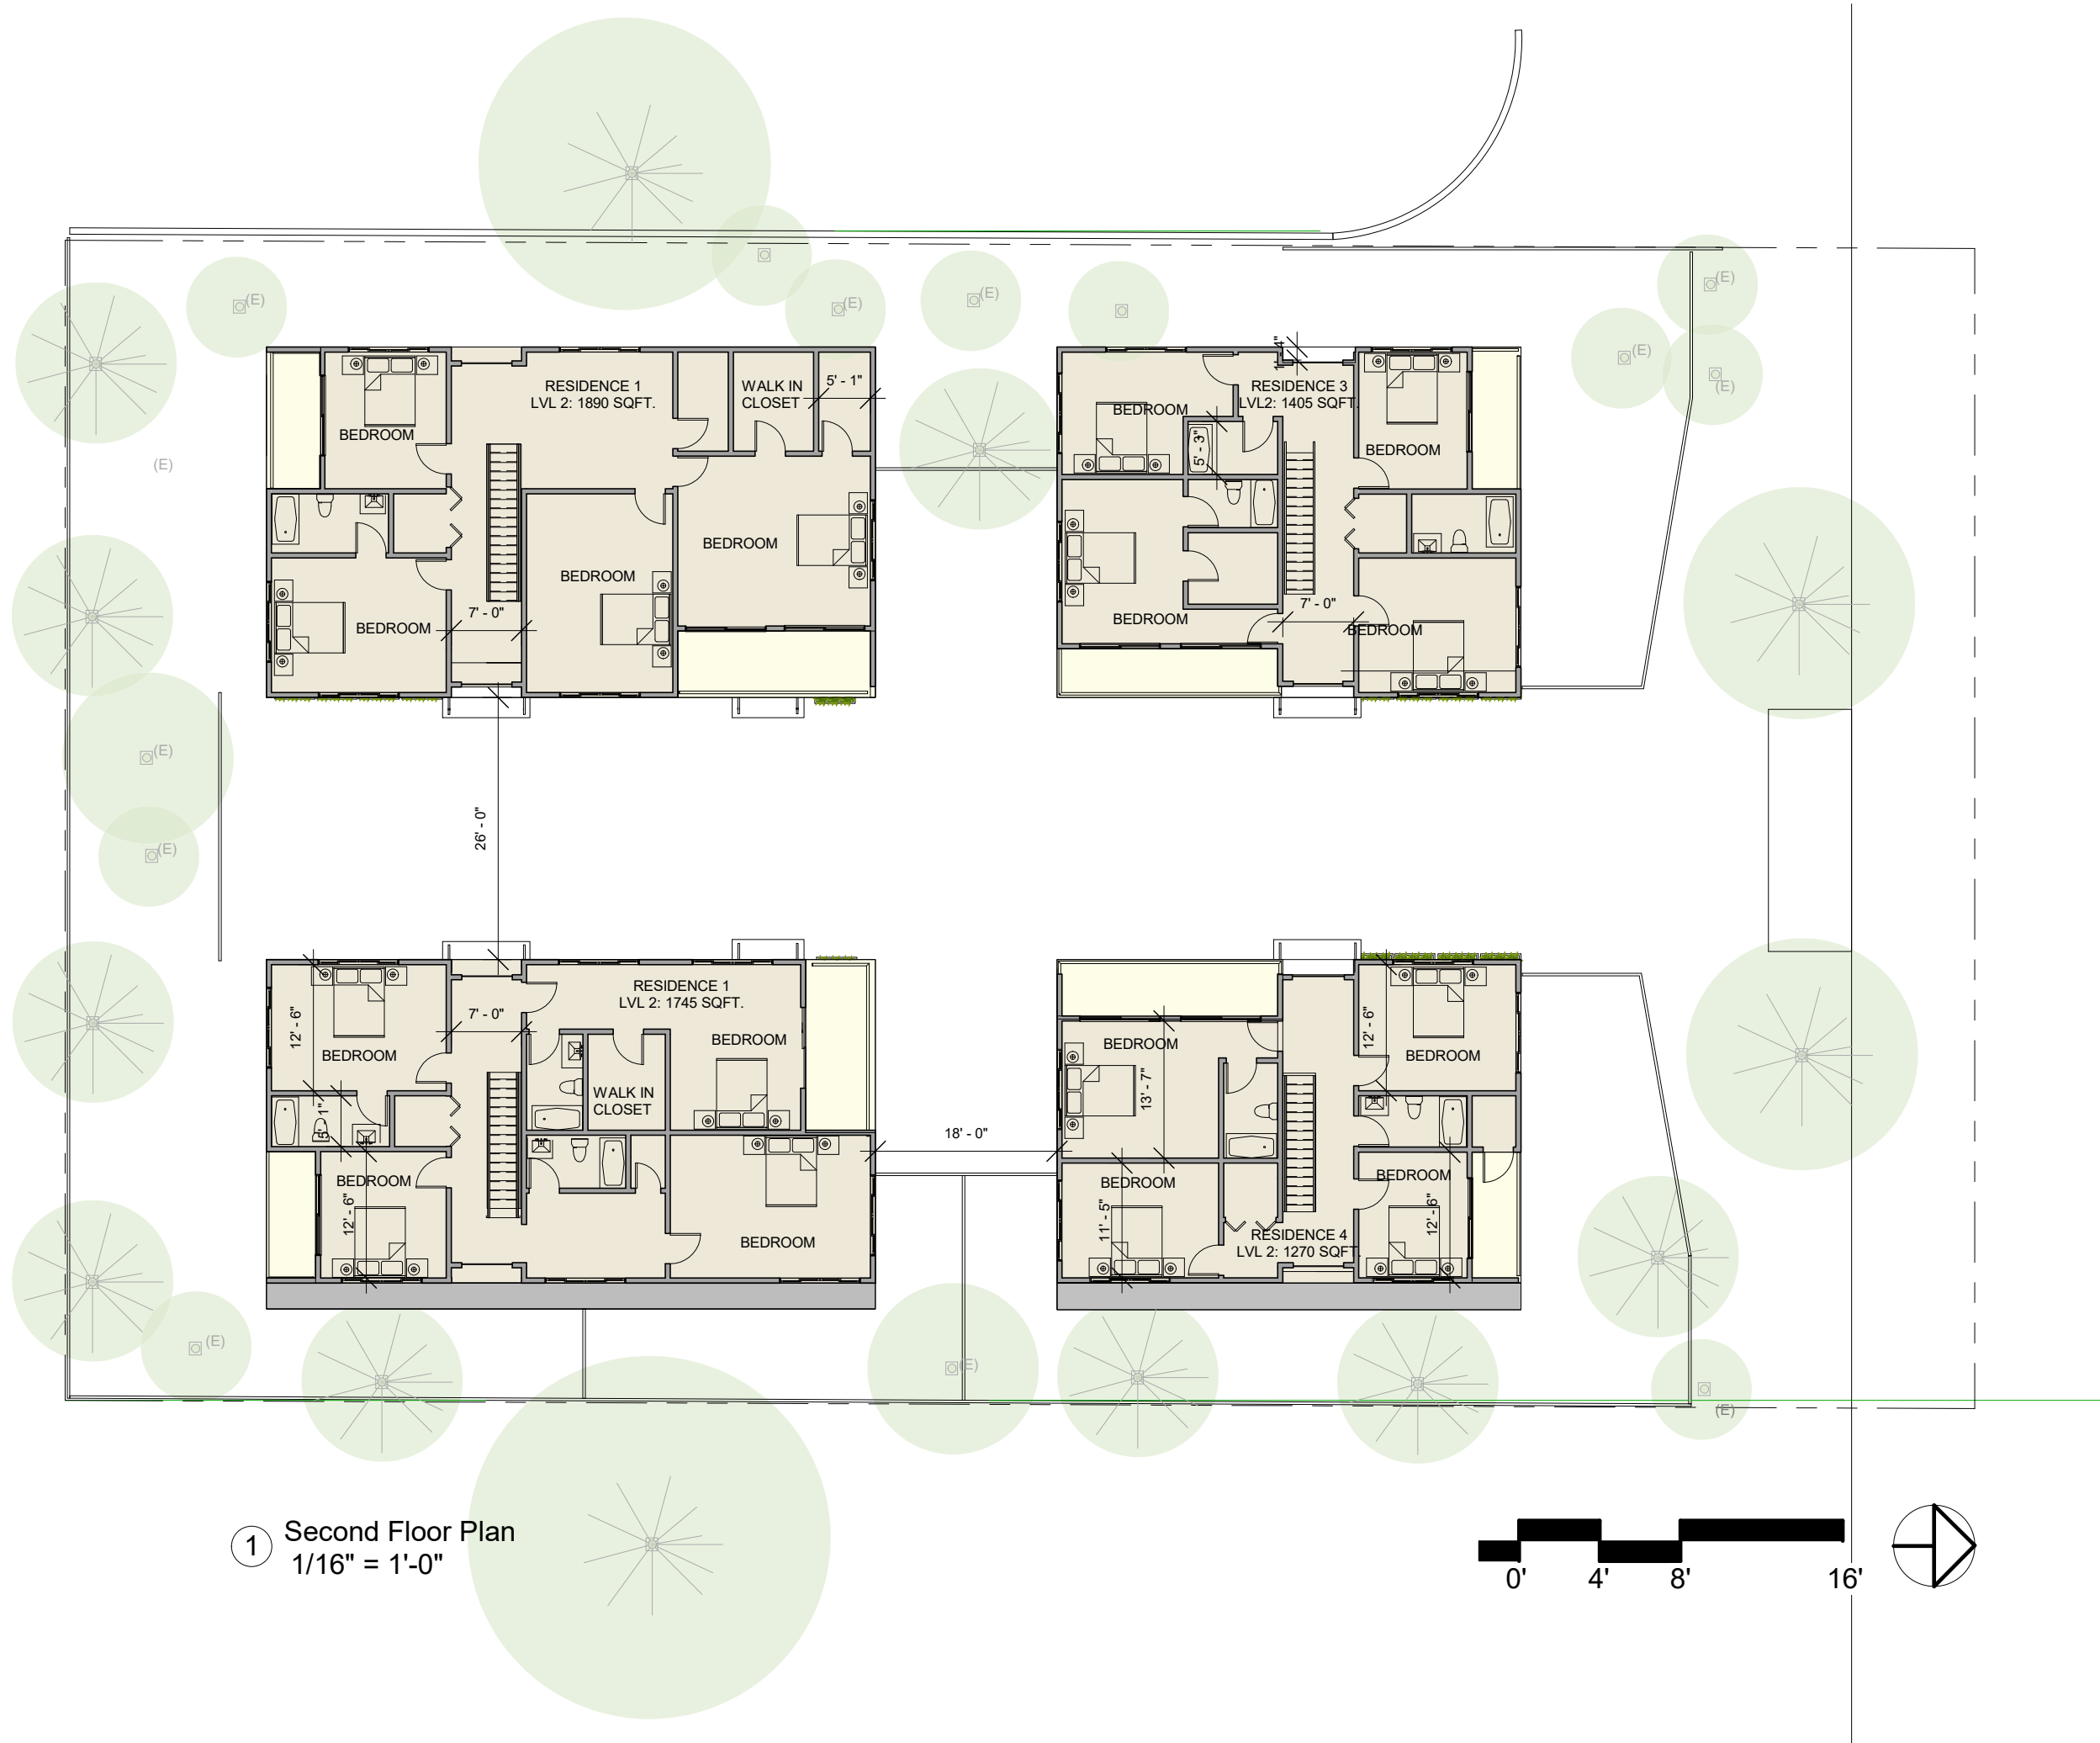 (E)
(E)
(E)
(E)
(E)
(E)
(E)
1' - 4"
RESIDENCE 1
LVL 2: 1890 SQFT.
WALK IN
CLOSET
5' - 1"
BEDROOM
BEDROOM
BEDROOM
BEDROOM
7' - 0"
RESIDENCE 3
LVL2: 1405 SQFT.
BEDROOM
BEDROOM
5' - 3"
BEDROOM
7' - 0"
BEDROOM
(E)
(E)
26' - 0"
RESIDENCE 1
LVL 2: 1745 SQFT.
12' - 6"
7' - 0"
BEDROOM
BEDROOM
WALK IN
CLOSET
5' - 1"
BEDROOM
12' - 6"
BEDROOM
18' - 0"
BEDROOM
12' - 6"
BEDROOM
13' - 7"
BEDROOM
BEDROOM
11' - 5"
12' - 6"
RESIDENCE 4
LVL 2: 1270 SQFT.
(E)
(E)
(E)
1
Second Floor Plan
1/16" = 1'-0"
0'
4'
8'
16'